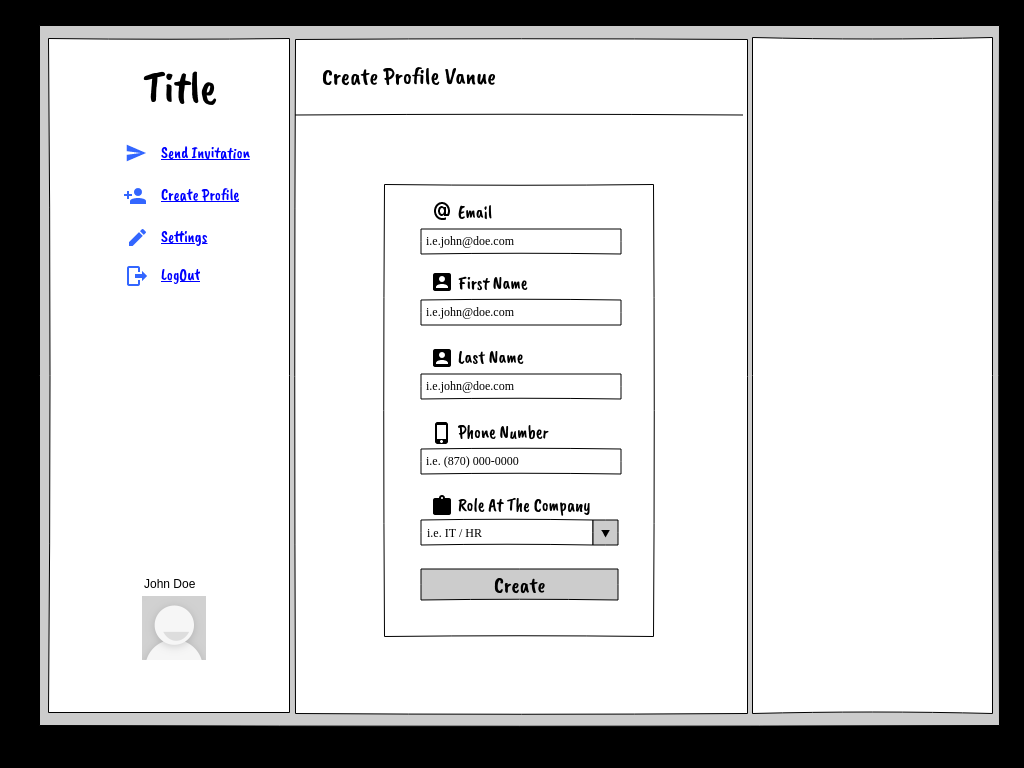 Title
Send Invitation
Create Profile
Settings
LogOut
John Doe
Create Profile Vanue
@ Email
i.e.john@doe.com
First Name
i.e.john@doe.com
Last Name
i.e.john@doe.com
Phone Number
i.e. (870) 000-0000
Role At The Company
i.e. IT / HR
Create